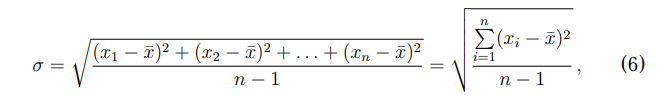 σ = √((x₁ − x̄)² + (x₂ − x̄)² + … + (xₙ − x̄)² / n − 1) = √(∑ᵢ₌₁ⁿ (xᵢ − x̄)² / n − 1) , (6)